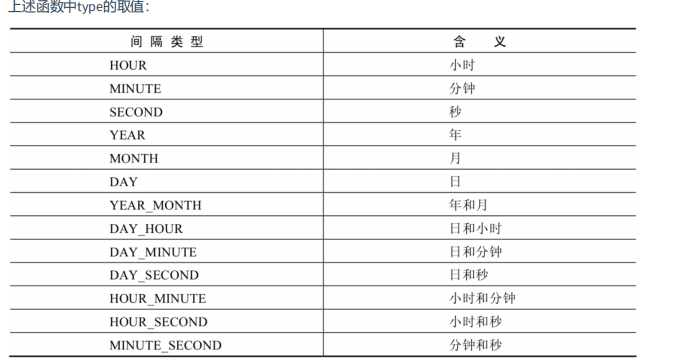 上述函数中type的取值：
间 隔 类 型 含 义
HOUR 小时
MINUTE 分钟
SECOND 秒
YEAR 年
MONTH 月
DAY 日
YEAR_MONTH 年和月
DAY_HOUR 日和小时
DAY_MINUTE 日和分钟
DAY_SECOND 日和秒
HOUR_MINUTE 小时和分钟
HOUR_SECOND 小时和秒
MINUTE_SECOND 分钟和秒